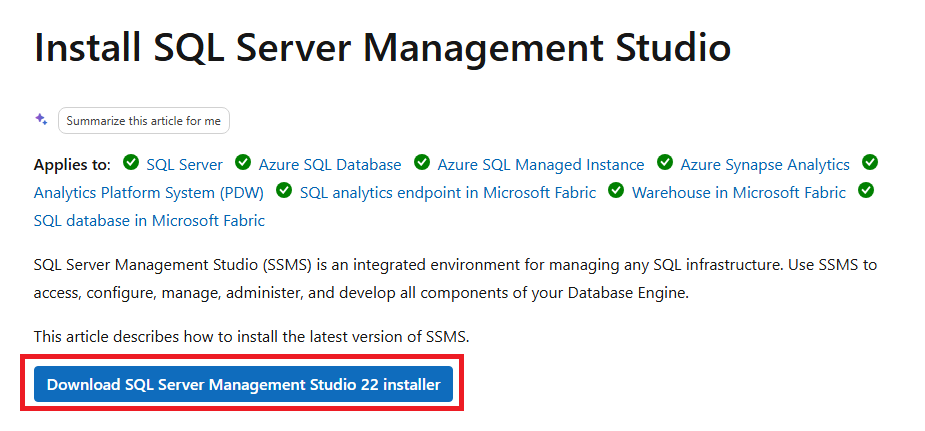 Install SQL Server Management Studio
Summarize this article for me
Applies to: SQL Server Azure SQL Database Azure SQL Managed Instance Azure Synapse Analytics
Analytics Platform System (PDW) SQL analytics endpoint in Microsoft Fabric Warehouse in Microsoft Fabric
SQL database in Microsoft Fabric
SQL Server Management Studio (SSMS) is an integrated environment for managing any SQL infrastructure. Use SSMS to
access, configure, manage, administer, and develop all components of your Database Engine.
This article describes how to install the latest version of SSMS.
Download SQL Server Management Studio 22 installer